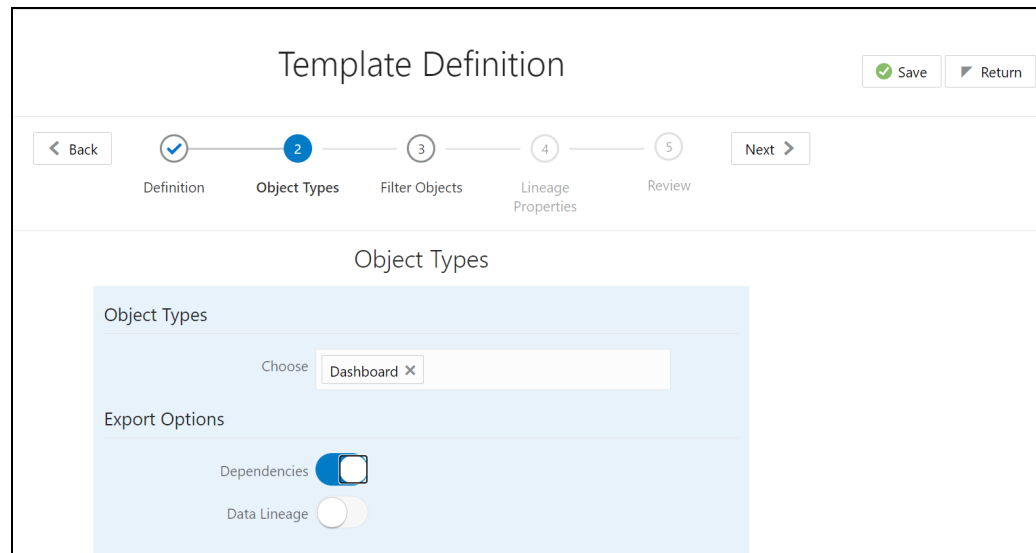 Template Definition
Save
Return
Back
2
3
4
5
Next
Definition
Object Types
Filter Objects
Lineage
Properties
Review
Object Types
Object Types
Choose
Dashboard
Export Options
Dependencies
Data Lineage